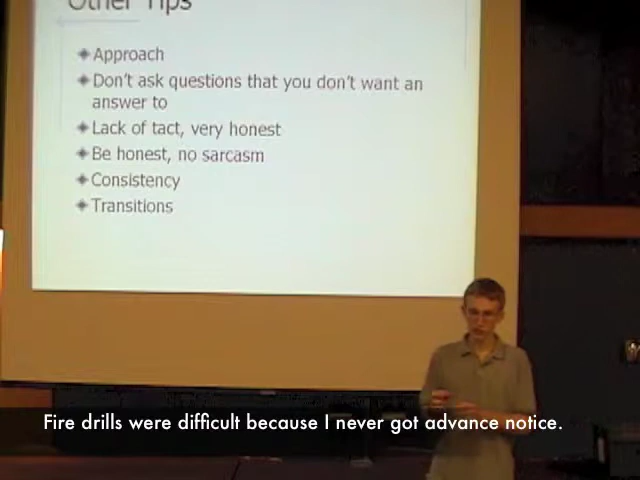 Other Tips
Approach
Don't ask questions that you don't want an
answer to
Lack of tact, very honest
Be honest, no sarcasm
Consistency
Transitions
Fire drills were difficult because I never got advance notice.